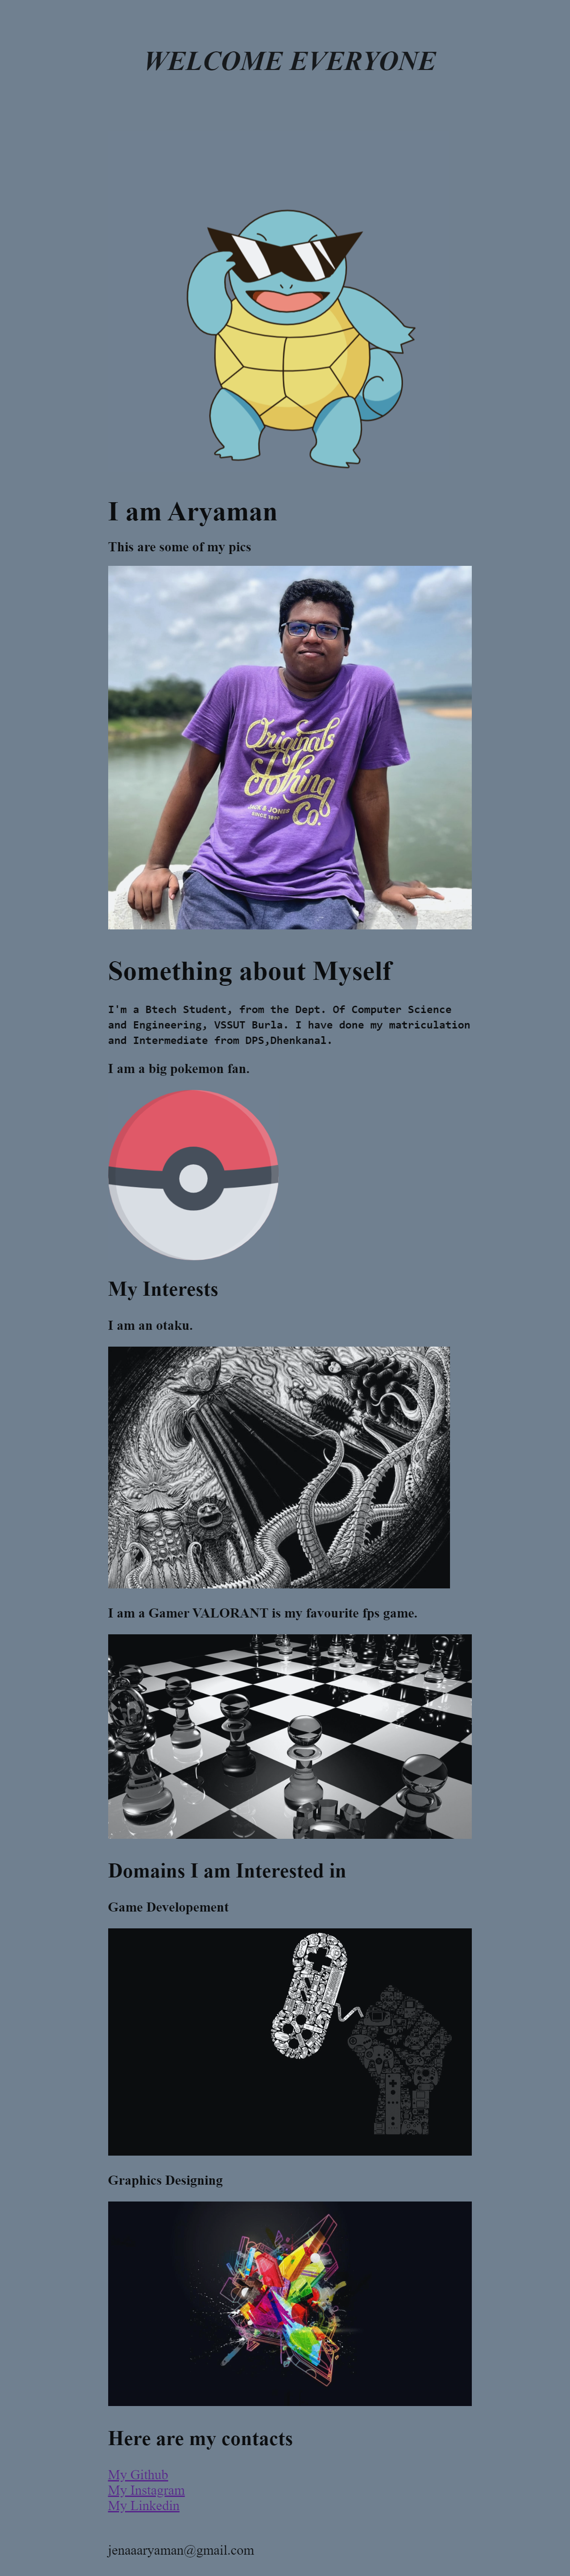 WELCOME EVERYONE
I am Aryaman
This are some of my pics
Originals
Clothing
Co.
JACK & JONES
SINCE 1990
Something about Myself
I'm a Btech Student, from the Dept. Of Computer Science
and Engineering, VSSUT Burla. I have done my matriculation
and Intermediate from DPS,Dhenkanal.
I am a big pokemon fan.
My Interests
I am an otaku.
I am a Gamer VALORANT is my favourite fps game.
Domains I am Interested in
Game Developement
Graphics Designing
Here are my contacts
My Github
My Instagram
My Linkedin
jenaaaryaman@gmail.com